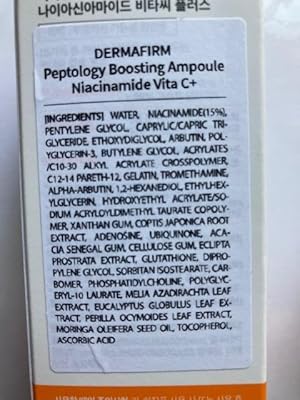 나이아신아마이드 비타씨 플러스
DERMAFIRM
Peptology Boosting Ampoule
Niacinamide Vita C+
[INGREDIENTS] WATER, NIACINAMIDE(15%),
PENTYLENE GLYCOL, CAPRYLIC/CAPRIC TRI-
GLYCERIDE, ETHOXYDIGLYCOL, ARBUTIN, POL-
YGLYCERIN-3, BUTYLENE GLYCOL, ACRYLATES
/C10-30 ALKYL ACRYLATE CROSSPOLYMER,
C12-14 PARETH-12, GELATIN, TROMETHAMINE,
ALPHA-ARBUTIN, 1,2-HEXANEDIOL, ETHYLHEX-
YLGLYCERIN, HYDROXYETHYL ACRYLATE/SO-
DIUM ACRYLOYLDIMETHYL TAURATE COPOLY-
MER, XANTHAN GUM, COPTIS JAPONICA ROOT
EXTRACT, ADENOSINE, UBIQUINONE, ACA-
CIA SENEGAL GUM, CELLULOSE GUM, ECLIPTA
PROSTRATA EXTRACT, GLUTATHIONE, DIPRO-
PYLENE GLYCOL, SORBITAN ISOSTEARATE, CAR-
BOMER, PHOSPHATIDYLCHOLINE, POLYGLYC-
ERYL-10 LAURATE, MELIA AZADIRACHTA LEAF
EXTRACT, EUCALYPTUS GLOBULUS LEAF EX-
TRACT, PERILLA OCYMOIDES LEAF EXTRACT,
MORINGA OLEIFERA SEED OIL, TOCOPHEROL,
ASCORBIC ACID